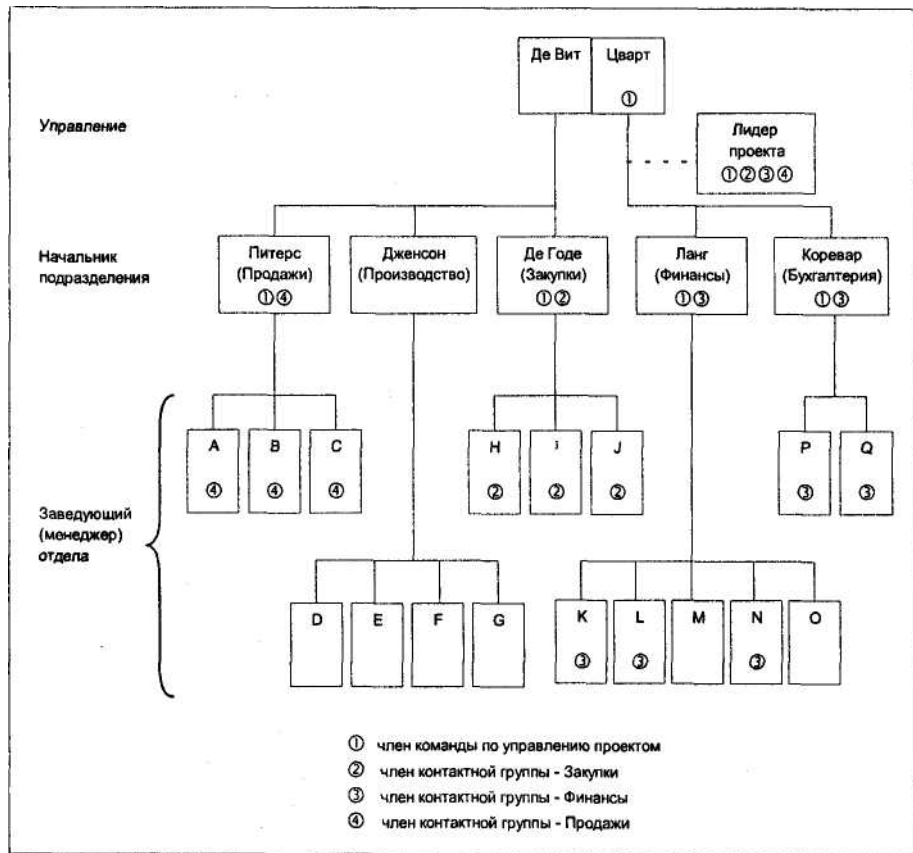 Де Вит
Цварт
①
Управление
Лидер
проекта
①②③④
Начальник
подразделения
Питерс
(Продажи)
①④
Дженсон
(Производство)
Де Годе
(Закупки)
①②
Ланг
(Финансы)
①③
Коревар
(Бухгалтерия)
①③
A
④
B
④
C
④
H
②
i
②
J
②
P
③
Q
③
Заведующий
(менеджер)
отдела
D
E
F
G
K
③
L
③
M
N
③
O
① член команды по управлению проектом
② член контактной группы - Закупки
③ член контактной группы - Финансы
④ член контактной группы - Продажи